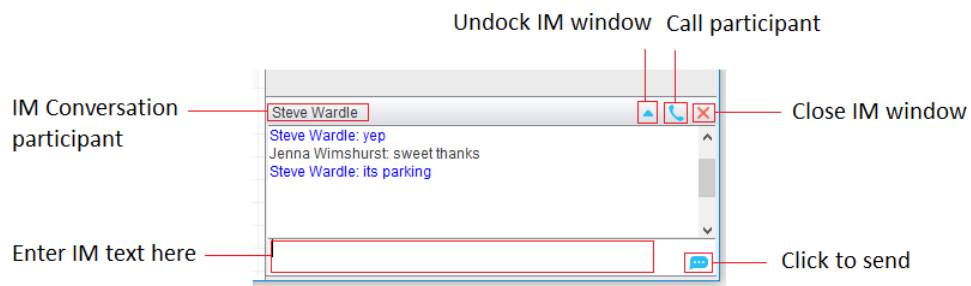 Undock IM window Call participant
IM Conversation
participant
Steve Wardle
Close IM window
Steve Wardle: yep
Jenna Wimshurst: sweet thanks
Steve Wardle: its parking
Enter IM text here
Click to send